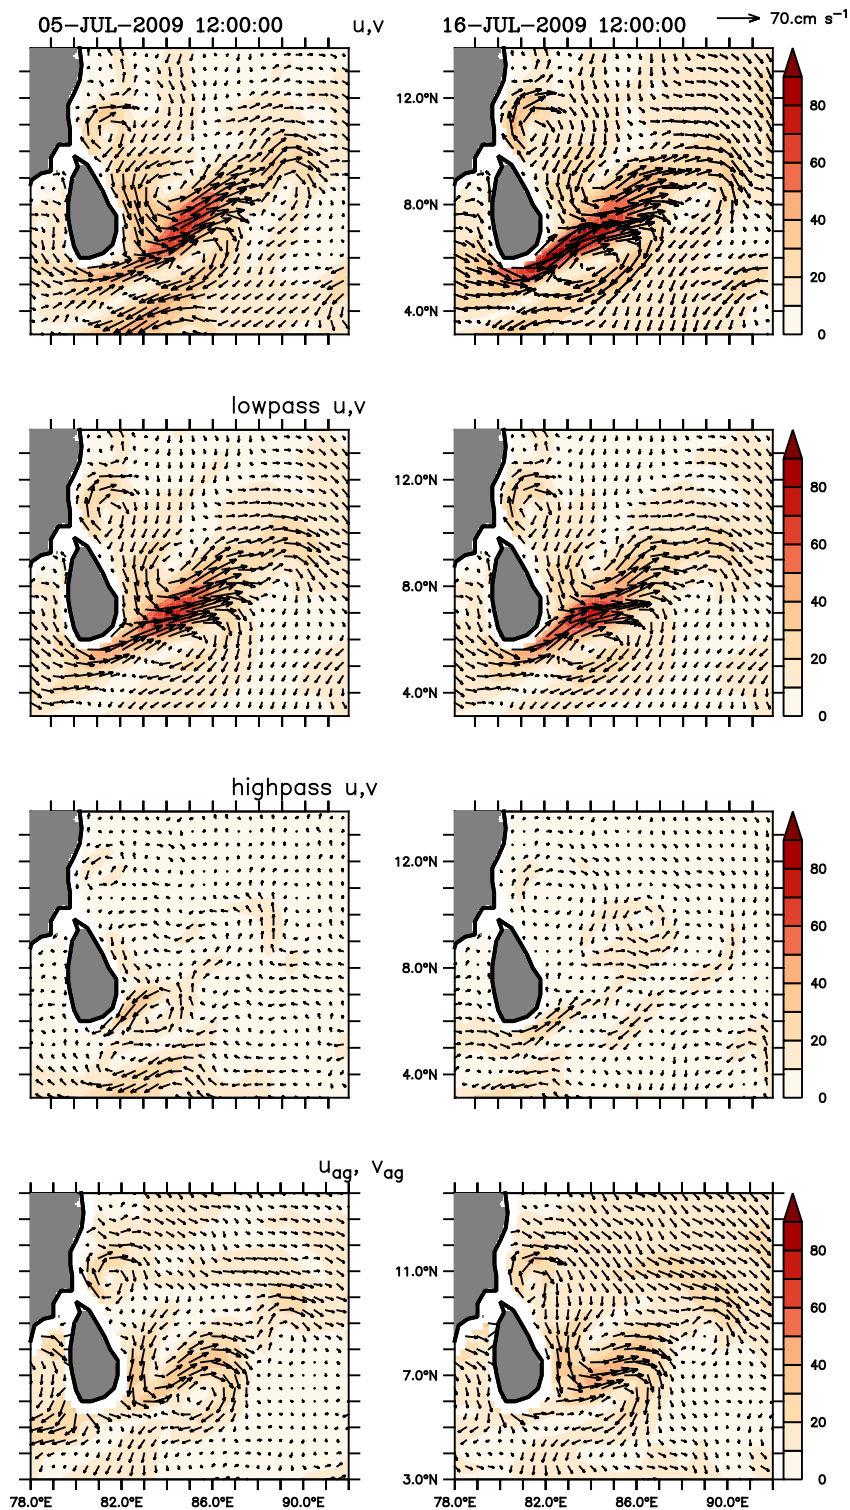 05-JUL-2009 12:00:00 u,v 16-JUL-2009 12:00:00 70.cm s⁻¹
12.0°N 80
60
8.0°N
40
20
4.0°N
0
lowpass u,v
12.0°N 80
60
8.0°N
40
20
4.0°N
0
highpass u,v
12.0°N 80
60
8.0°N
40
20
4.0°N
0
u_ag, v_ag
80
11.0°N
60
7.0°N 40
20
3.0°N 0
78.0°E 82.0°E 86.0°E 90.0°E 78.0°E 82.0°E 86.0°E 90.0°E